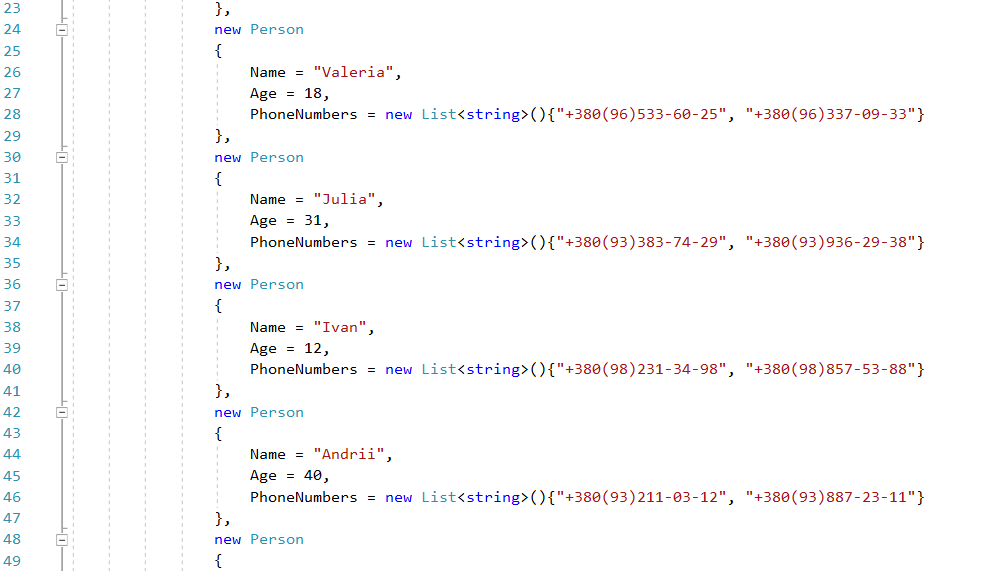 23 },
24 new Person
25 {
26 Name = "Valeria",
27 Age = 18,
28 PhoneNumbers = new List<string>(){"+380(96)533-60-25", "+380(96)337-09-33"}
29 },
30 new Person
31 {
32 Name = "Julia",
33 Age = 31,
34 PhoneNumbers = new List<string>(){"+380(93)383-74-29", "+380(93)936-29-38"}
35 },
36 new Person
37 {
38 Name = "Ivan",
39 Age = 12,
40 PhoneNumbers = new List<string>(){"+380(98)231-34-98", "+380(98)857-53-88"}
41 },
42 new Person
43 {
44 Name = "Andrii",
45 Age = 40,
46 PhoneNumbers = new List<string>(){"+380(93)211-03-12", "+380(93)887-23-11"}
47 },
48 new Person
49 {